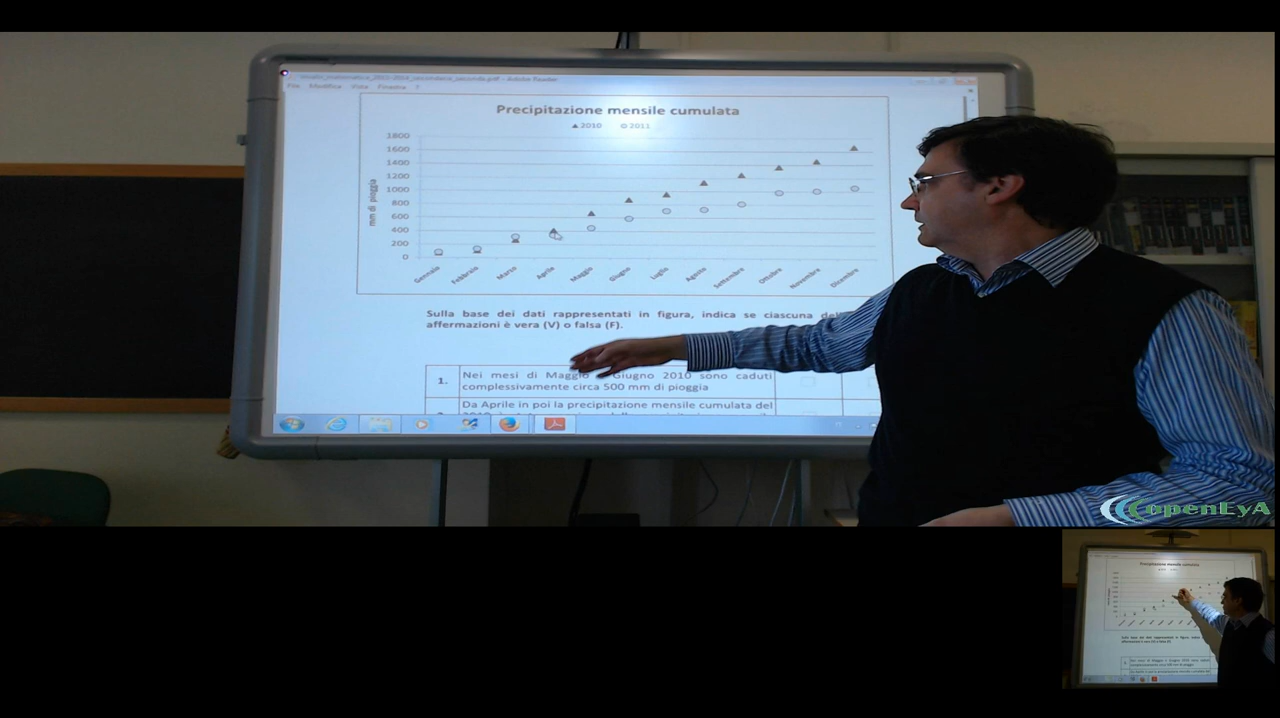 File Modifica Vista Finestra ?
Precipitazione mensile cumulata
2010 2011
1800
1600
1400
1200
1000
800
600
400
200
0
mm di pioggia
Gennaio Febbraio Marzo Aprile Maggio Giugno Luglio Agosto Settembre Ottobre Novembre Dicembre
Sulla base dei dati rappresentati in figura, indica se ciascuna
affermazioni è vera (V) o falsa (F).
1. Nei mesi di Maggio Giugno 2010 sono caduti
complessivamente circa 500 mm di pioggia
Da Aprile in poi la precipitazione mensile cumulata del
openEyA